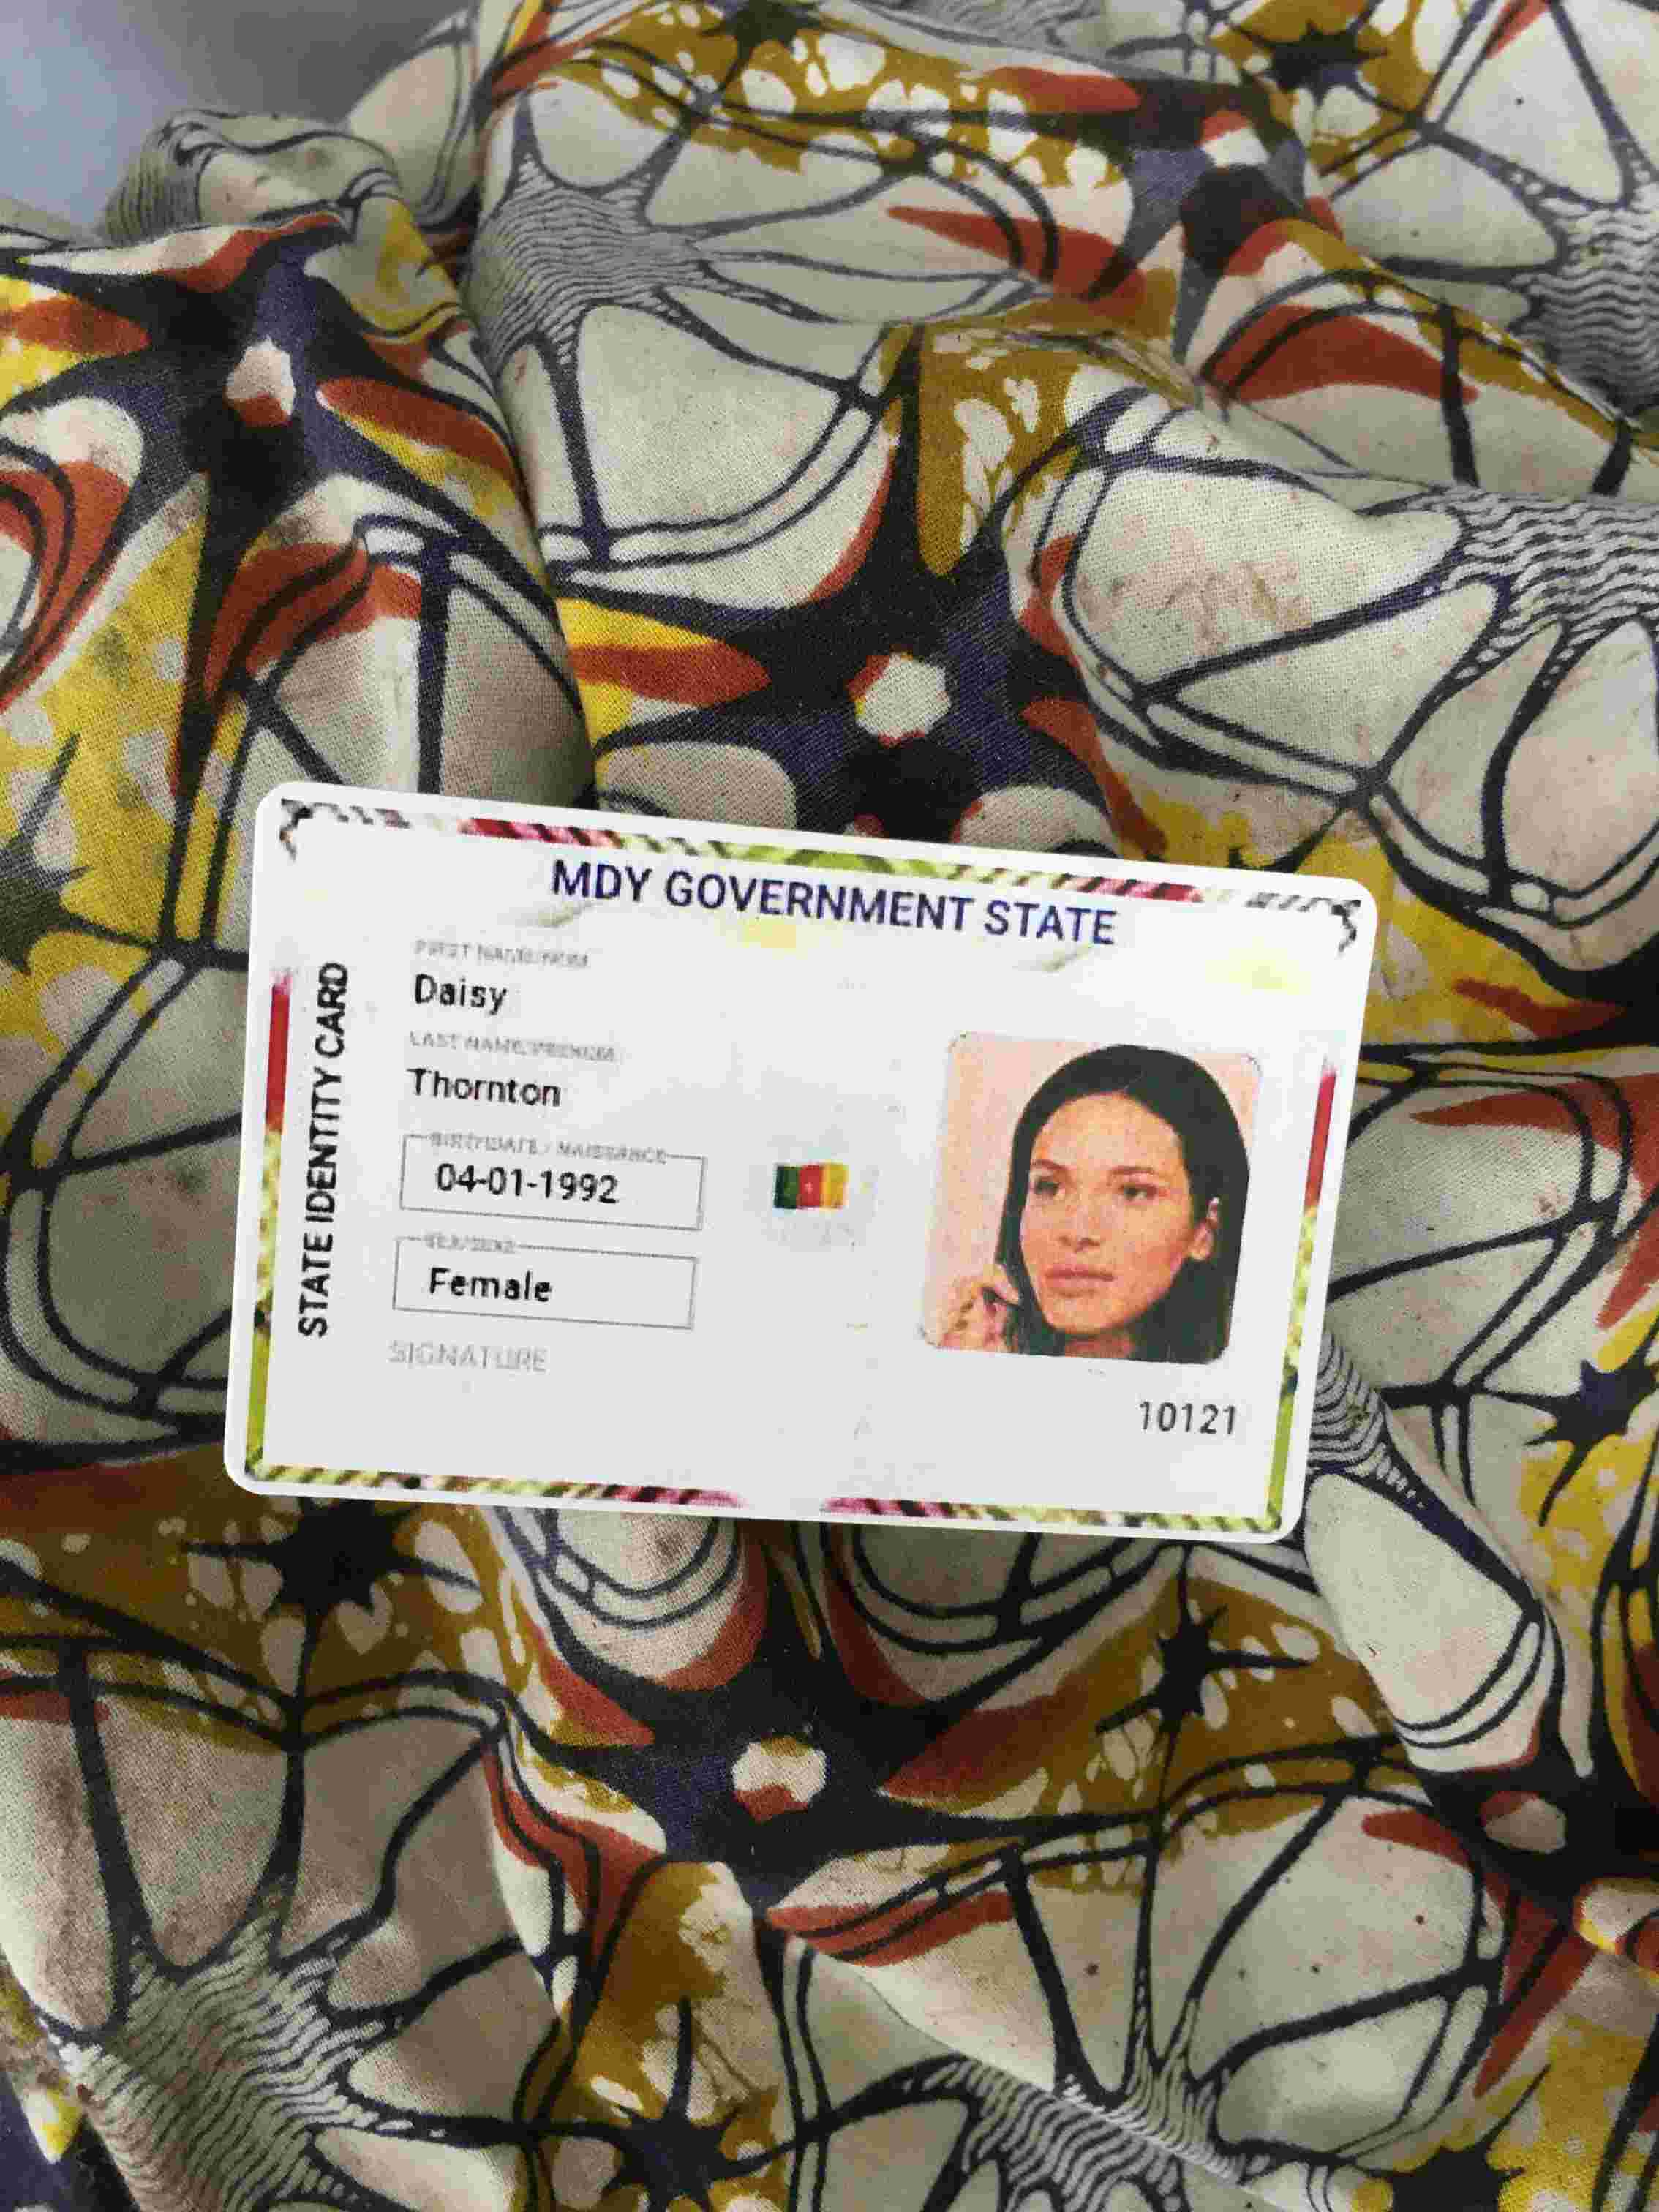 MDY GOVERNMENT STATE
STATE IDENTITY CARD
FIRST NAME/NOM
Daisy
LAST NAME/PRENOM
Thornton
BIRTHDATE / NAISSANCE
04-01-1992
SEX/SEXE
Female
SIGNATURE
10121